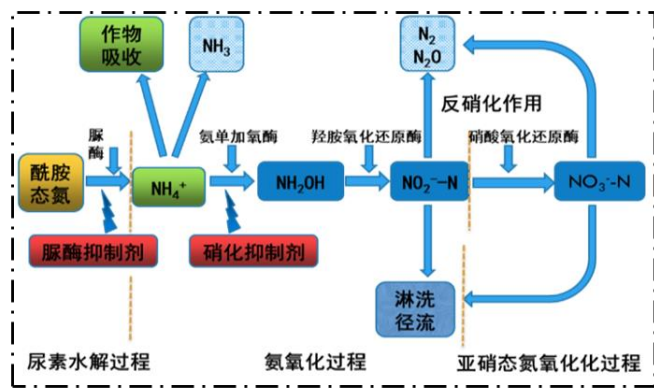 作物
吸收
NH₃
N₂
N₂O
反硝化作用
脲
酶
氨单加氧酶
羟胺氧化还原酶
硝酸氧化还原酶
酰胺
态氮
NH₄⁺
NH₂OH
NO₂⁻−N
NO₃⁻-N
脲酶抑制剂
硝化抑制剂
淋洗
径流
尿素水解过程
氨氧化过程
亚硝态氮氧化化过程